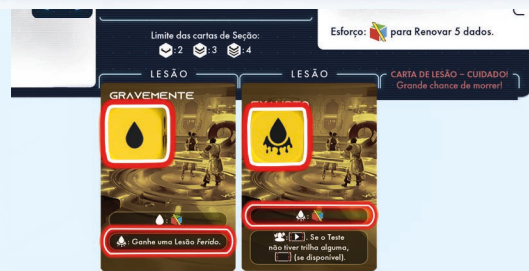 Limite das cartas de Seção:
:2 :3 :4
Esforço: para Renovar 5 dados.
LESÃO
LESÃO
CARTA DE LESÃO – CUIDADO!
Grande chance de morrer!
GRAVEMENTE
:
: Ganhe uma Lesão Ferido.
:
: . Se o Teste
não tiver trilha alguma,
(se disponível).